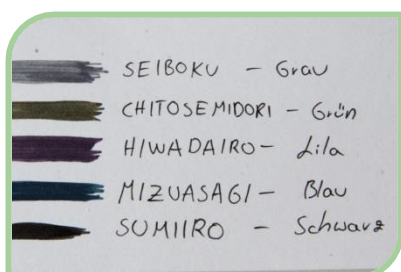 SEIBOKU – Grau
CHITOSEMIDORI – Grün
HIWADAIRO – Lila
MIZUASAGI – Blau
SUMIIRO – Schwarz